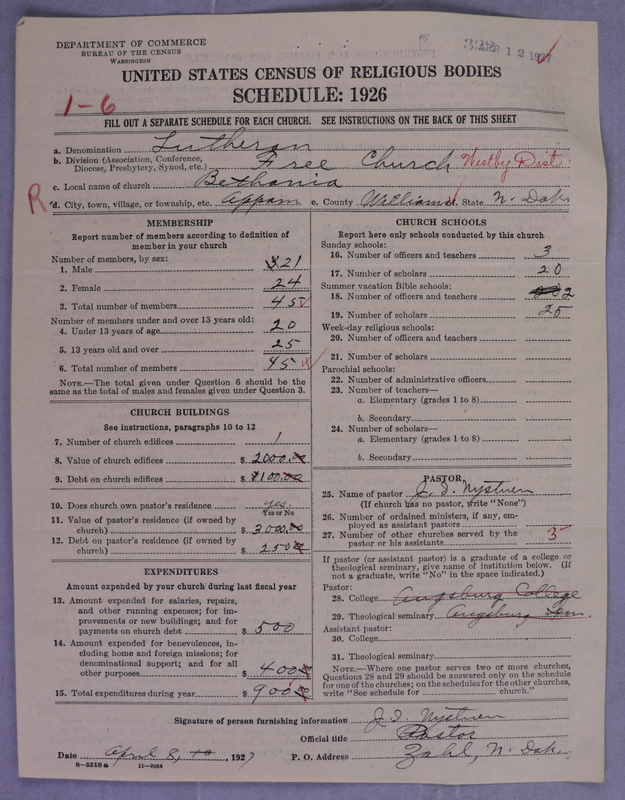 DEPARTMENT OF COMMERCE
BUREAU OF THE CENSUS
WASHINGTON
APR 12 1927
UNITED STATES CENSUS OF RELIGIOUS BODIES
SCHEDULE: 1926
1-6
FILL OUT A SEPARATE SCHEDULE FOR EACH CHURCH. SEE INSTRUCTIONS ON THE BACK OF THIS SHEET
a. Denomination Lutheran
b. Division (Association, Conference, Diocese, Presbytery, Synod, etc.) Free Church Westby Dist.
c. Local name of church Bethania
R
d. City, town, village, or township, etc. Appam e. County Williams f. State N. Dak
MEMBERSHIP
Report number of members according to definition of
member in your church
Number of members, by sex:
1. Male 21
2. Female 24
3. Total number of members 45
Number of members under and over 13 years old:
4. Under 13 years of age 20
5. 13 years old and over 25
6. Total number of members 45
NOTE.—The total given under Question 6 should be the
same as the total of males and females given under Question 3.
CHURCH BUILDINGS
See instructions, paragraphs 10 to 12
7. Number of church edifices 1
8. Value of church edifices $ 2000.00
9. Debt on church edifices $ 100.00
10. Does church own pastor's residence? yes
Yes or No
11. Value of pastor's residence (if owned by
church) $ 3000.00
12. Debt on pastor's residence (if owned by
church) $ 250
EXPENDITURES
Amount expended by your church during last fiscal year
13. Amount expended for salaries, repairs,
and other running expenses; for im-
provements or new buildings; and for
payments on church debt $ 500
14. Amount expended for benevolences, in-
cluding home and foreign missions; for
denominational support; and for all
other purposes $ 400
15. Total expenditures during year $ 900
CHURCH SCHOOLS
Report here only schools conducted by this church
Sunday schools:
16. Number of officers and teachers 3
17. Number of scholars 20
Summer vacation Bible schools:
18. Number of officers and teachers 2
19. Number of scholars 25
Week-day religious schools:
20. Number of officers and teachers
21. Number of scholars
Parochial schools:
22. Number of administrative officers
23. Number of teachers—
a. Elementary (grades 1 to 8)
b. Secondary
24. Number of scholars—
a. Elementary (grades 1 to 8)
b. Secondary
PASTOR
25. Name of pastor J. I. Nystuen
(If church has no pastor, write "None")
26. Number of ordained ministers, if any, em-
ployed as assistant pastors
27. Number of other churches served by the
pastor or his assistants 3
If pastor (or assistant pastor) is a graduate of a college or
theological seminary, give name of institution below. (If
not a graduate, write "No" in the space indicated.)
Pastor:
28. College Augsburg College
29. Theological seminary Augsburg Sem.
Assistant pastor:
30. College
31. Theological seminary
NOTE.—Where one pastor serves two or more churches,
Questions 28 and 29 should be answered only on the schedule
for one of the churches; on the schedules for the other churches,
write "See schedule for church."
Signature of person furnishing information J. I. Nystuen
Official title Pastor
Date April 8, 1927 P. O. Address Zahl, N. Dak
8-5518 a 11-9264